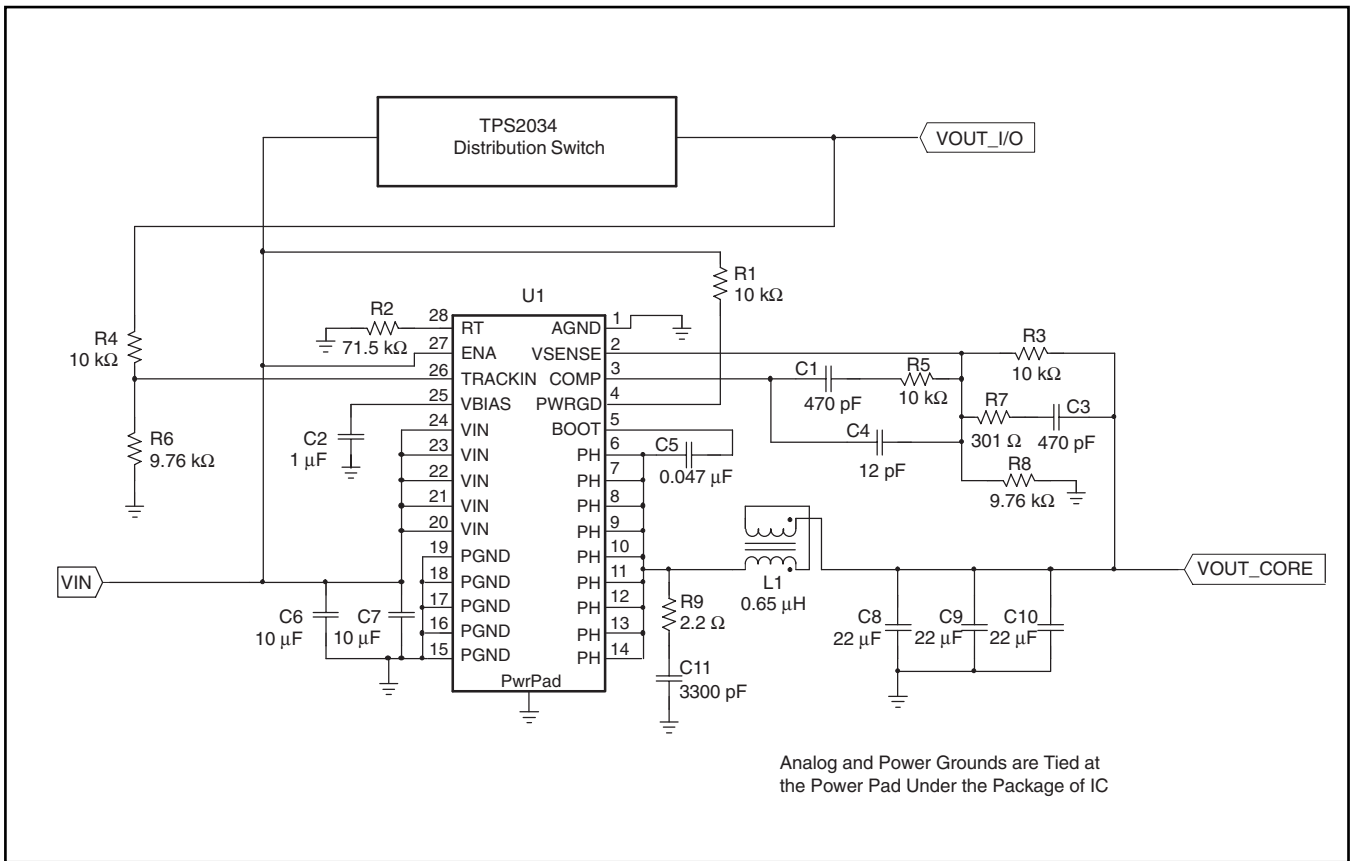 TPS2034
Distribution Switch
VOUT_I/O
R1
10 kΩ
U1
R2
71.5 kΩ
R4
10 kΩ
R6
9.76 kΩ
C2
1 µF
28 RT
27 ENA
26 TRACKIN
25 VBIAS
24 VIN
23 VIN
22 VIN
21 VIN
20 VIN
19 PGND
18 PGND
17 PGND
16 PGND
15 PGND
AGND 1
VSENSE 2
COMP 3
PWRGD 4
BOOT 5
PH 6
PH 7
PH 8
PH 9
PH 10
PH 11
PH 12
PH 13
PH 14
PwrPad
C1
470 pF
R5
10 kΩ
R3
10 kΩ
R7
301 Ω
C3
470 pF
C4
12 pF
R8
9.76 kΩ
C5
0.047 µF
L1
0.65 µH
VIN
C6
10 µF
C7
10 µF
R9
2.2 Ω
C11
3300 pF
C8
22 µF
C9
22 µF
C10
22 µF
VOUT_CORE
Analog and Power Grounds are Tied at
the Power Pad Under the Package of IC